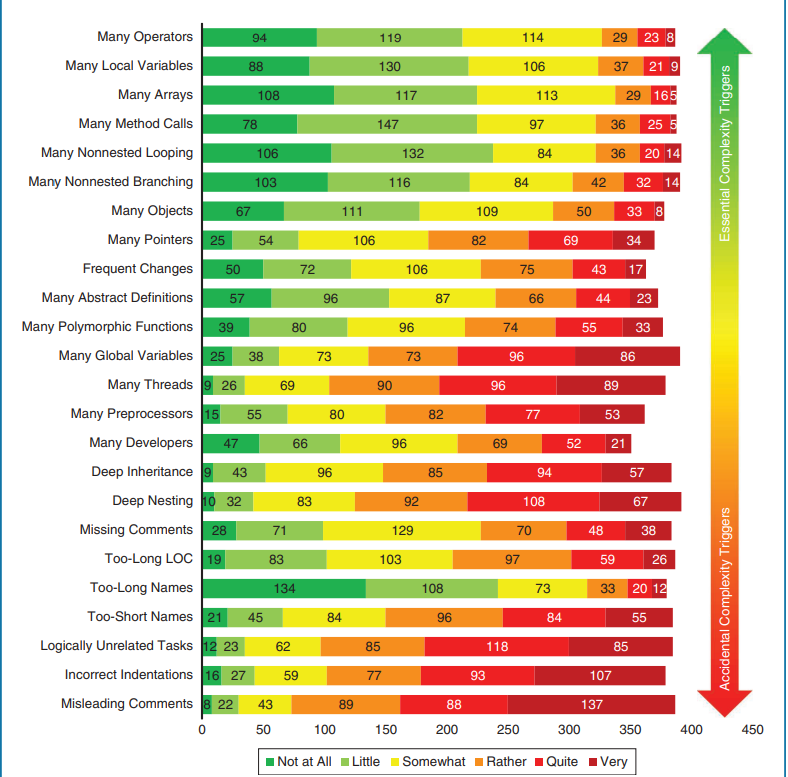 Many Operators 94 119 114 29 23 8
Many Local Variables 88 130 106 37 21 9
Many Arrays 108 117 113 29 16 5
Many Method Calls 78 147 97 36 25 5
Many Nonnested Looping 106 132 84 36 20 14
Many Nonnested Branching 103 116 84 42 32 14
Many Objects 67 111 109 50 33 8
Many Pointers 25 54 106 82 69 34
Frequent Changes 50 72 106 75 43 17
Many Abstract Definitions 57 96 87 66 44 23
Many Polymorphic Functions 39 80 96 74 55 33
Many Global Variables 25 38 73 73 96 86
Many Threads 9 26 69 90 96 89
Many Preprocessors 15 55 80 82 77 53
Many Developers 47 66 96 69 52 21
Deep Inheritance 9 43 96 85 94 57
Deep Nesting 10 32 83 92 108 67
Missing Comments 28 71 129 70 48 38
Too-Long LOC 19 83 103 97 59 26
Too-Long Names 134 108 73 33 20 12
Too-Short Names 21 45 84 96 84 55
Logically Unrelated Tasks 12 23 62 85 118 85
Incorrect Indentations 16 27 59 77 93 107
Misleading Comments 8 22 43 89 88 137
0 50 100 150 200 250 300 350 400 450
Not at All Little Somewhat Rather Quite Very
Essential Complexity Triggers
Accidental Complexity Triggers